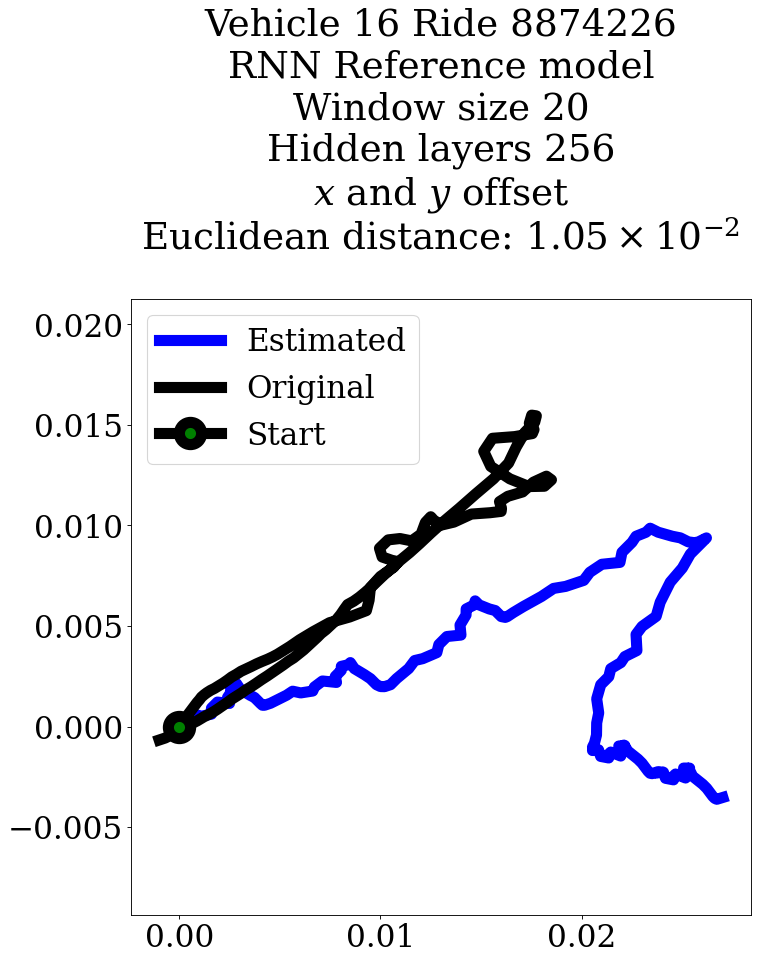 Vehicle 16 Ride 8874226
RNN Reference model
Window size 20
Hidden layers 256
x and y offset
Euclidean distance: 1.05 × 10⁻²
Estimated
Original
Start
0.020
0.015
0.010
0.005
0.000
−0.005
0.00 0.01 0.02